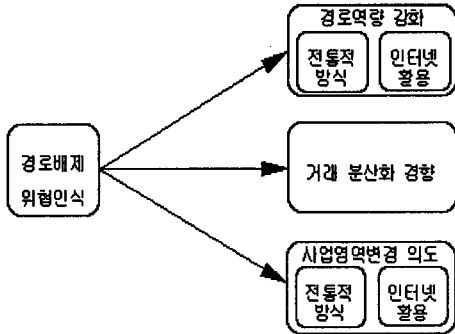 경로역량 강화
전통적 인터넷
방식 활용
경로배제
위협인식
거래 분산화 경향
사업영역변경 의도
전통적 인터넷
방식 활용